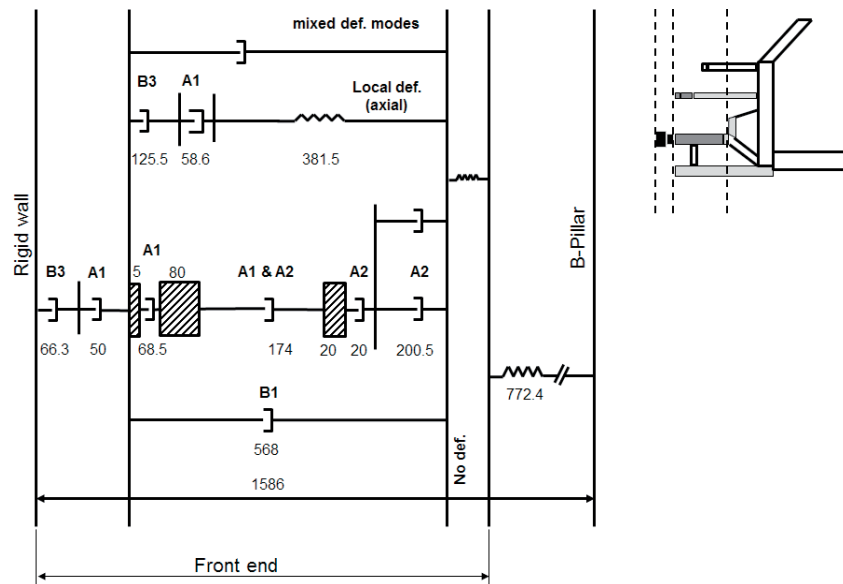 mixed def. modes
B3 A1
Local def.
(axial)
125.5 58.6 381.5
Rigid wall
B-Pillar
A1
B3 A1 5 80 A1 & A2 A2 A2
66.3 50 68.5 174 20 20 200.5
772.4
B1
568
No def.
1586
Front end